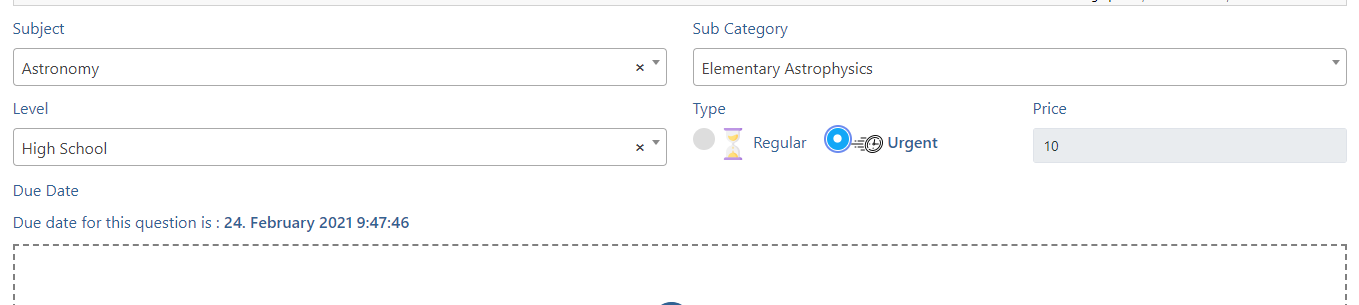 Subject
Sub Category
Astronomy ×
Elementary Astrophysics
Level
Type
Price
High School ×
Regular
Urgent
10
Due Date
Due date for this question is : 24. February 2021 9:47:46